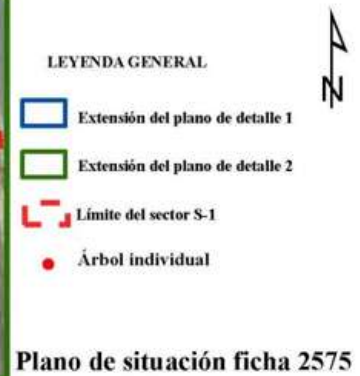 N
LEYENDA GENERAL
Extensión del plano de detalle 1
Extensión del plano de detalle 2
Límite del sector S-1
Árbol individual
Plano de situación ficha 2575